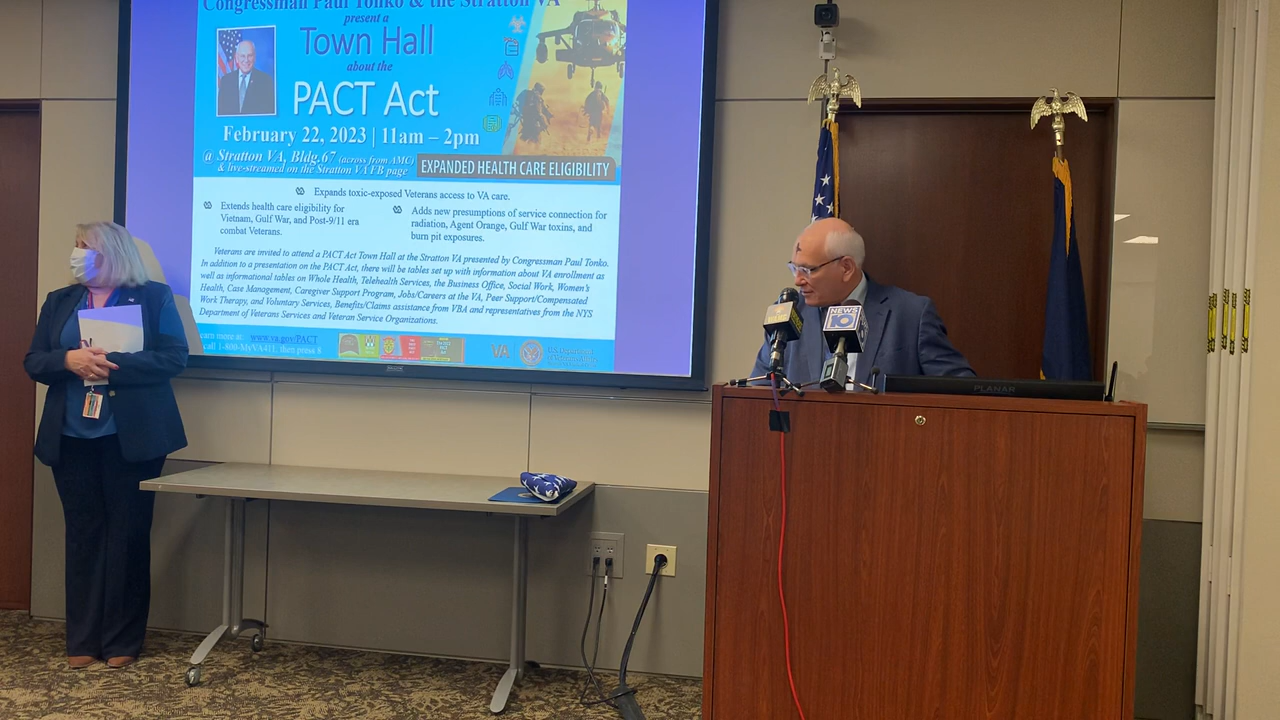 Congressman Paul Tonko & the Stratton VA
present a
Town Hall
about the
PACT Act
February 22, 2023 | 11am – 2pm
@ Stratton VA, Bldg.67 (across from AMC)
& live-streamed on the Stratton VA FB page
EXPANDED HEALTH CARE ELIGIBILITY
Expands toxic-exposed Veterans access to VA care.
Extends health care eligibility for
Vietnam, Gulf War, and Post-9/11 era
combat Veterans.
Adds new presumptions of service connection for
radiation, Agent Orange, Gulf War toxins, and
burn pit exposures.
Veterans are invited to attend a PACT Act Town Hall at the Stratton VA presented by Congressman Paul Tonko.
In addition to a presentation on the PACT Act, there will be tables set up with information about VA enrollment as
well as informational tables on Whole Health, Telehealth Services, the Business Office, Social Work, Women's
Health, Case Management, Caregiver Support Program, Jobs/Careers at the VA, Peer Support/Compensated
Work Therapy, and Voluntary Services, Benefits/Claims assistance from VBA and representatives from the NYS
Department of Veterans Services and Veteran Service Organizations.
earn more at: www.va.gov/PACT
call 1-800-MyVA411, then press 8
VA
NEWS
10
PLANAR